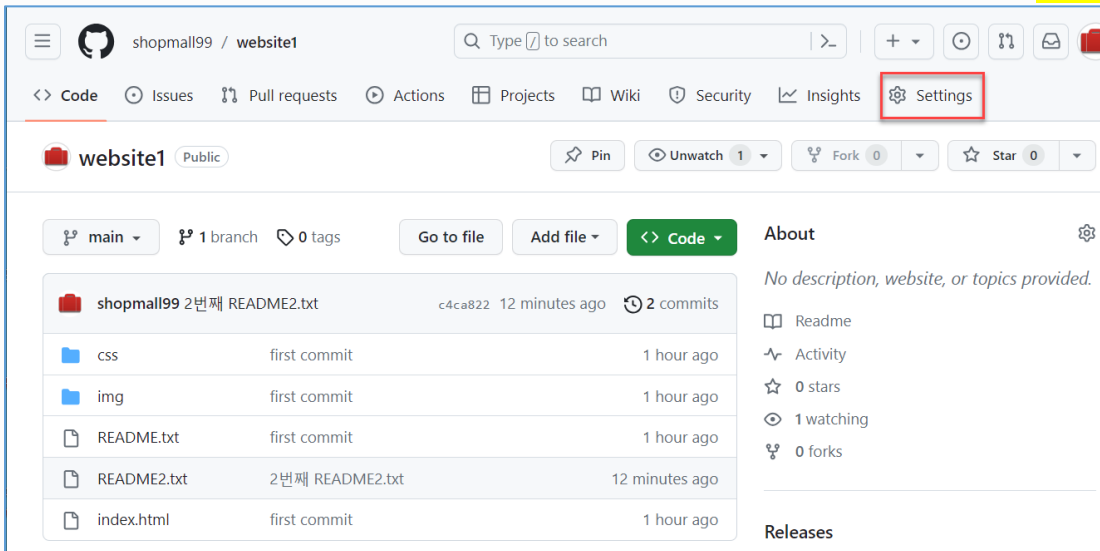 shopmall99 / website1 Type / to search
Code Issues Pull requests Actions Projects Wiki Security Insights Settings
website1 Public Pin Unwatch 1 Fork 0 Star 0
main 1 branch 0 tags Go to file Add file Code
About
No description, website, or topics provided.
shopmall99 2번째 README2.txt c4ca822 12 minutes ago 2 commits
css first commit 1 hour ago
img first commit 1 hour ago
README.txt first commit 1 hour ago
README2.txt 2번째 README2.txt 12 minutes ago
index.html first commit 1 hour ago
Readme
Activity
0 stars
1 watching
0 forks
Releases